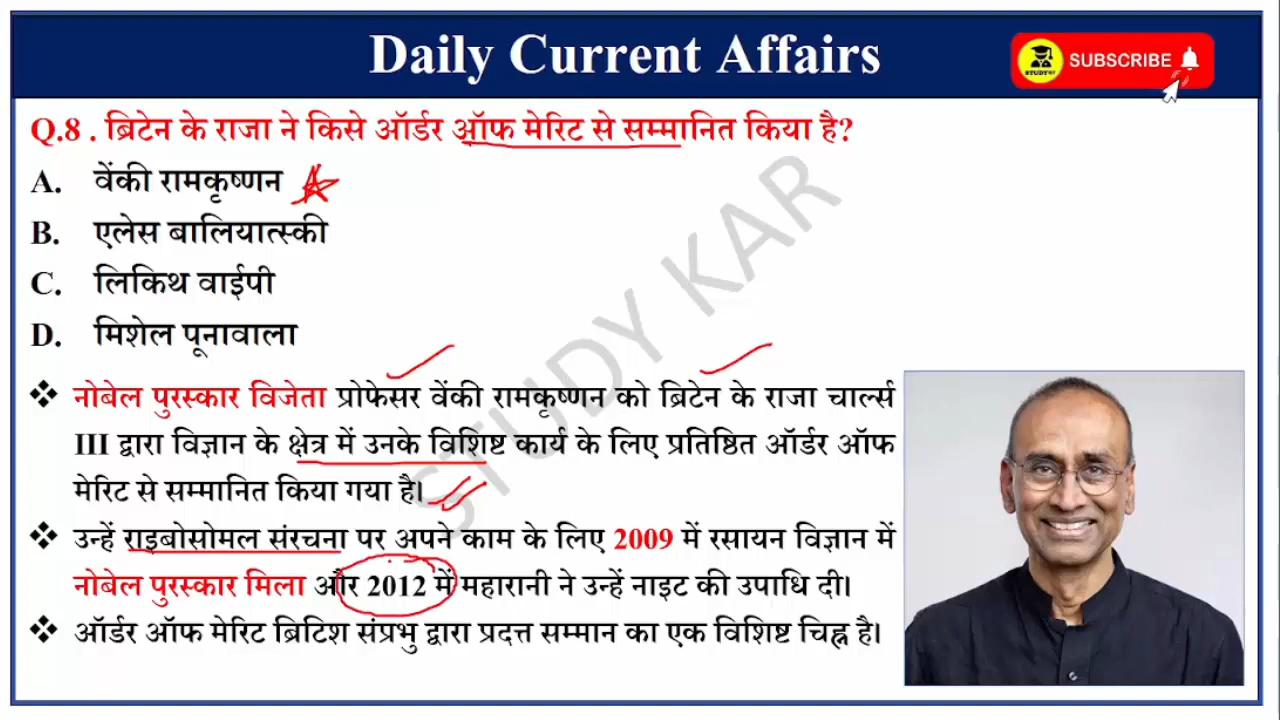 Daily Current Affairs
SUBSCRIBE
STUDY KAR
Q.8 . ब्रिटेन के राजा ने किसे ऑर्डर ऑफ मेरिट से सम्मानित किया है?
A. वेंकी रामकृष्णन
B. एलेस बालियात्स्की
C. लिकिथ वाईपी
D. मिशेल पूनावाला
❖ नोबेल पुरस्कार विजेता प्रोफेसर वेंकी रामकृष्णन को ब्रिटेन के राजा चार्ल्स
III द्वारा विज्ञान के क्षेत्र में उनके विशिष्ट कार्य के लिए प्रतिष्ठित ऑर्डर ऑफ
मेरिट से सम्मानित किया गया है।
❖ उन्हें राइबोसोमल संरचना पर अपने काम के लिए 2009 में रसायन विज्ञान में
नोबेल पुरस्कार मिला और 2012 में महारानी ने उन्हें नाइट की उपाधि दी।
❖ ऑर्डर ऑफ मेरिट ब्रिटिश संप्रभु द्वारा प्रदत्त सम्मान का एक विशिष्ट चिह्न है।